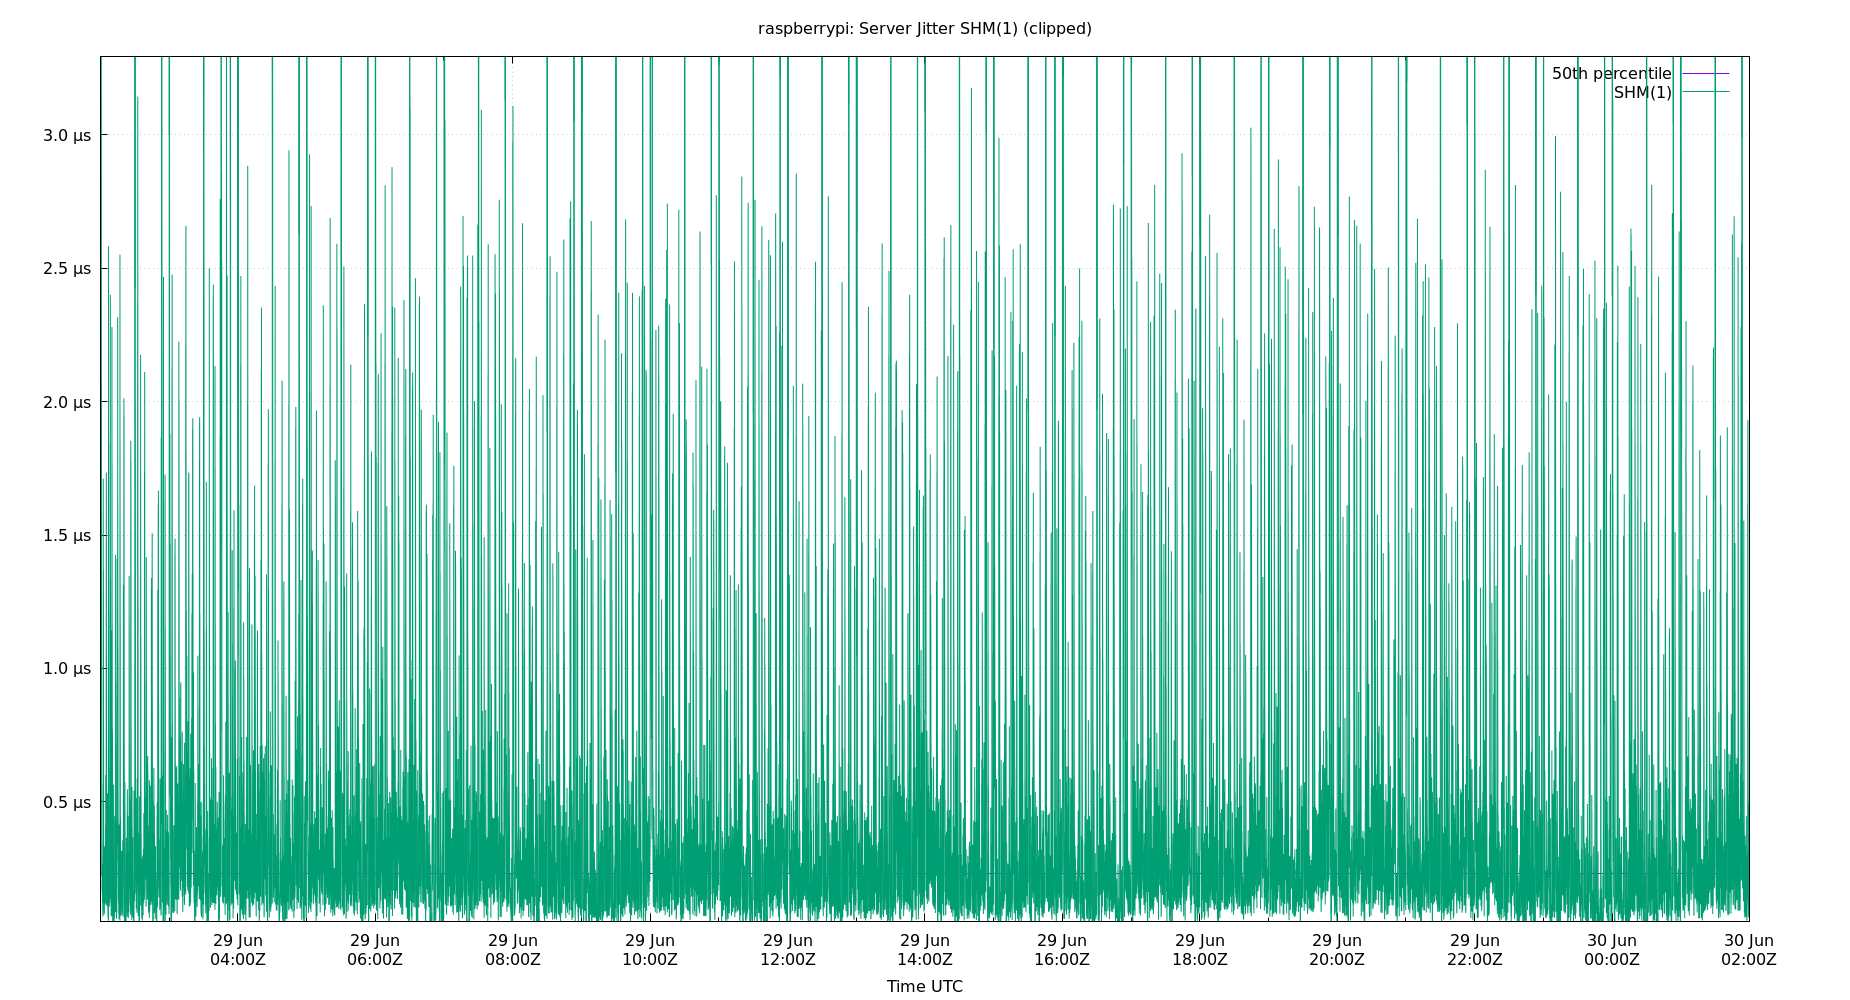 raspberrypi: Server Jitter SHM(1) (clipped)
50th percentile
SHM(1)
3.0 µs
2.5 µs
2.0 µs
1.5 µs
1.0 µs
0.5 µs
29 Jun 29 Jun 29 Jun 29 Jun 29 Jun 29 Jun 29 Jun 29 Jun 29 Jun 29 Jun 30 Jun 30 Jun
04:00Z 06:00Z 08:00Z 10:00Z 12:00Z 14:00Z 16:00Z 18:00Z 20:00Z 22:00Z 00:00Z 02:00Z
Time UTC